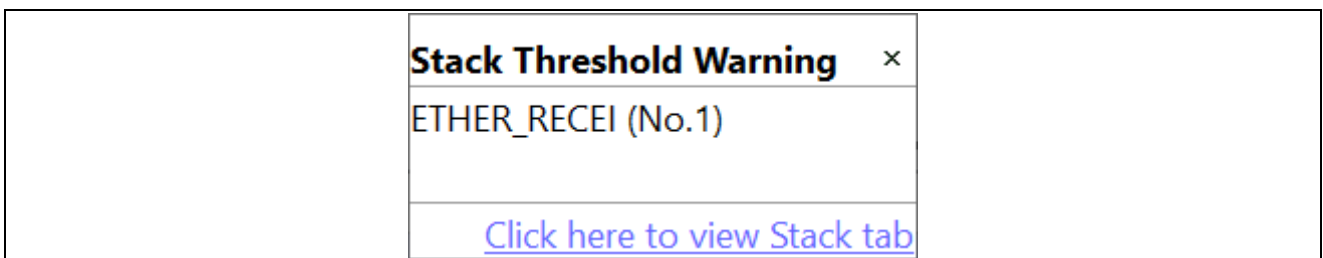 Stack Threshold Warning ×
ETHER_RECEI (No.1)
Click here to view Stack tab